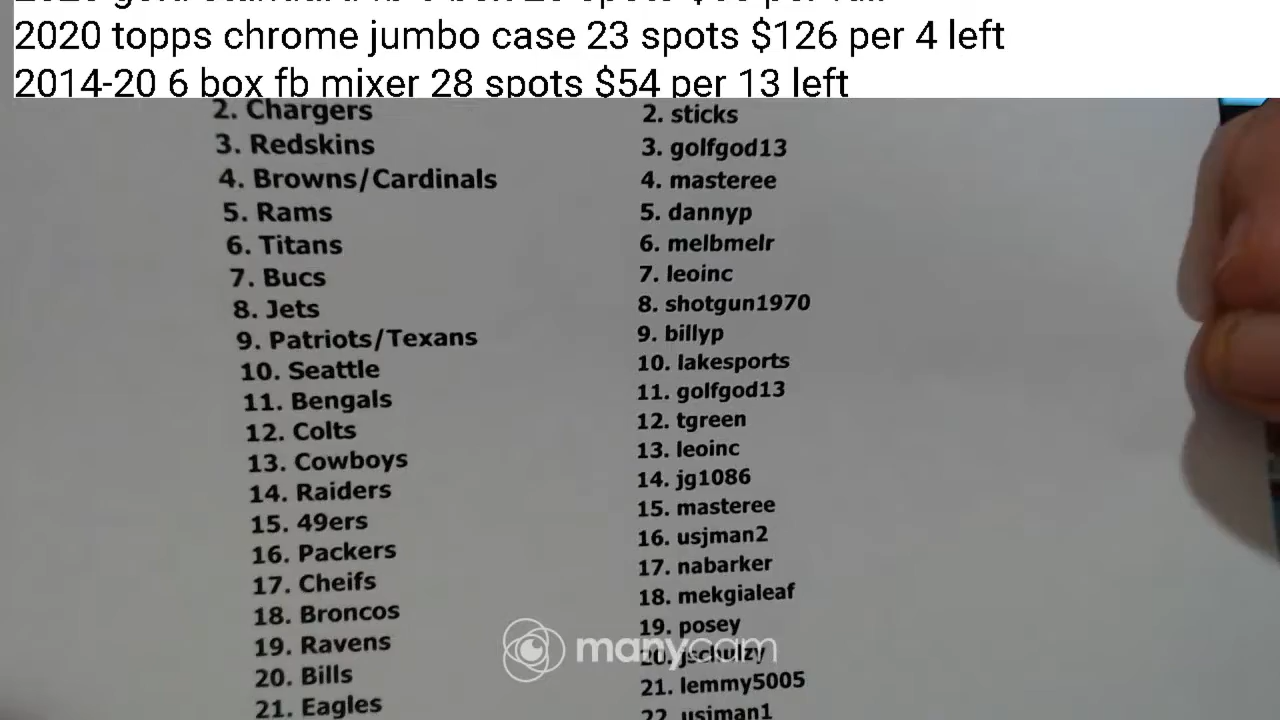 2020 topps chrome jumbo case 23 spots $126 per 4 left
2014-20 6 box fb mixer 28 spots $54 per 13 left
2. Chargers
3. Redskins
4. Browns/Cardinals
5. Rams
6. Titans
7. Bucs
8. Jets
9. Patriots/Texans
10. Seattle
11. Bengals
12. Colts
13. Cowboys
14. Raiders
15. 49ers
16. Packers
17. Cheifs
18. Broncos
19. Ravens
20. Bills
21. Eagles
2. sticks
3. golfgod13
4. masteree
5. dannyp
6. melbmelr
7. leoinc
8. shotgun1970
9. billyp
10. lakesports
11. golfgod13
12. tgreen
13. leoinc
14. jg1086
15. masteree
16. usjman2
17. nabarker
18. mekgialeaf
19. posey
20. jschulzy
21. lemmy5005
22. usjman1
manycam